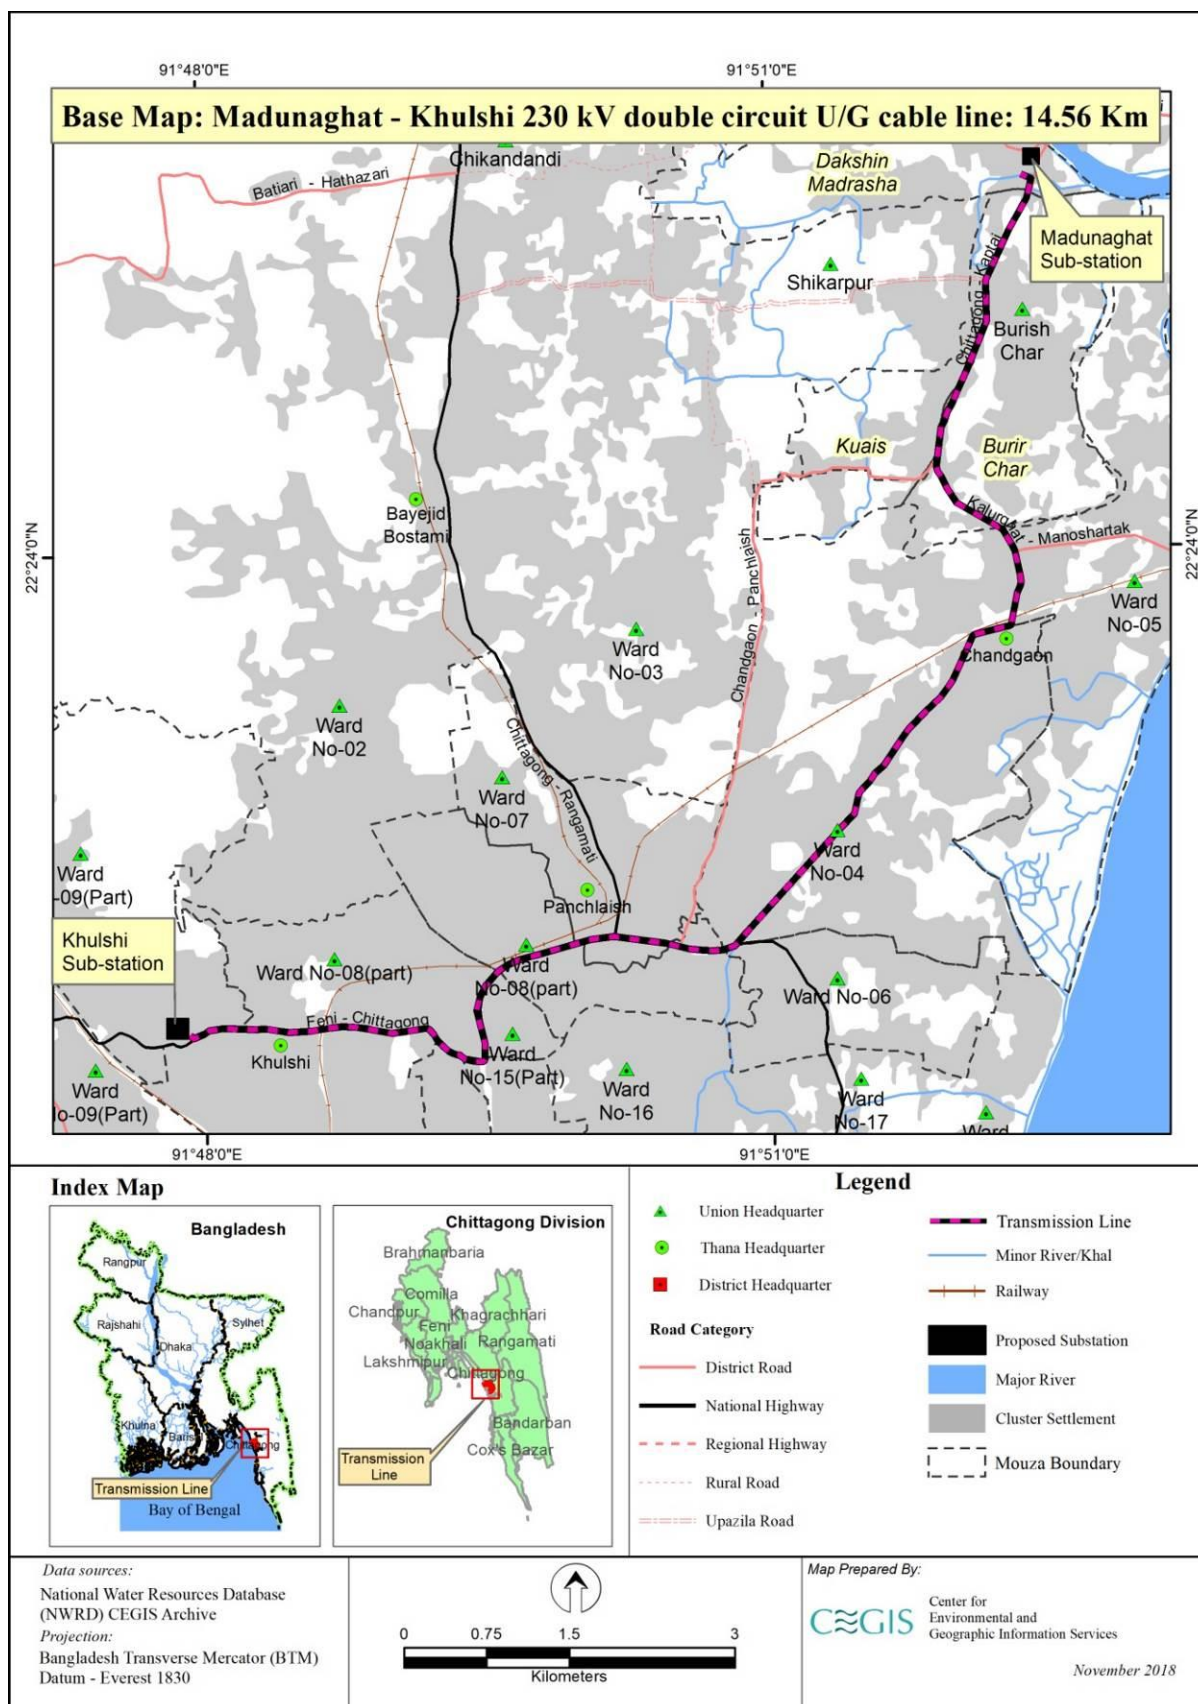 91°48'0"E
91°51'0"E
Base Map: Madunaghat - Khulshi 230 kV double circuit U/G cable line: 14.56 Km
Chikandandi
Batiari - Hathazari
Dakshin
Madrasha
Madunaghat
Sub-station
Shikarpur
Chittagong - Kaptai
Burish
Char
Kuais
Burir
Char
Bayejid
Bostami
Kalurghat - Manoshartak
22°24'0"N
22°24'0"N
Chandgaon - Panchlaish
Ward
No-05
Ward
No-03
Chandgaon
Ward
No-02
Chittagong - Rangamati
Ward
No-07
Ward
No-04
Ward
-09(Part)
Panchlaish
Khulshi
Sub-station
Ward No-08(part)
Ward
No-08(part)
Ward No-06
Feni - Chittagong
Khulshi
Ward
No-15(Part)
Ward
No-16
Ward
No-17
Ward
lo-09(Part)
Ward
91°48'0"E
91°51'0"E
Index Map
Bangladesh
Rangpur
Rajshahi
Sylhet
Dhaka
Khulna
Barisal
Chittagong
Transmission Line
Bay of Bengal
Chittagong Division
Brahmanbaria
Comilla
Chandpur
Khagrachhari
Feni
Noakhali
Rangamati
Lakshmipur
Chittagong
Bandarban
Cox's Bazar
Transmission
Line
Legend
Union Headquarter
Thana Headquarter
District Headquarter
Road Category
District Road
National Highway
Regional Highway
Rural Road
Upazila Road
Transmission Line
Minor River/Khal
Railway
Proposed Substation
Major River
Cluster Settlement
Mouza Boundary
Data sources:
National Water Resources Database
(NWRD) CEGIS Archive
Projection:
Bangladesh Transverse Mercator (BTM)
Datum - Everest 1830
0 0.75 1.5 3
Kilometers
Map Prepared By:
CEGIS
Center for
Environmental and
Geographic Information Services
November 2018